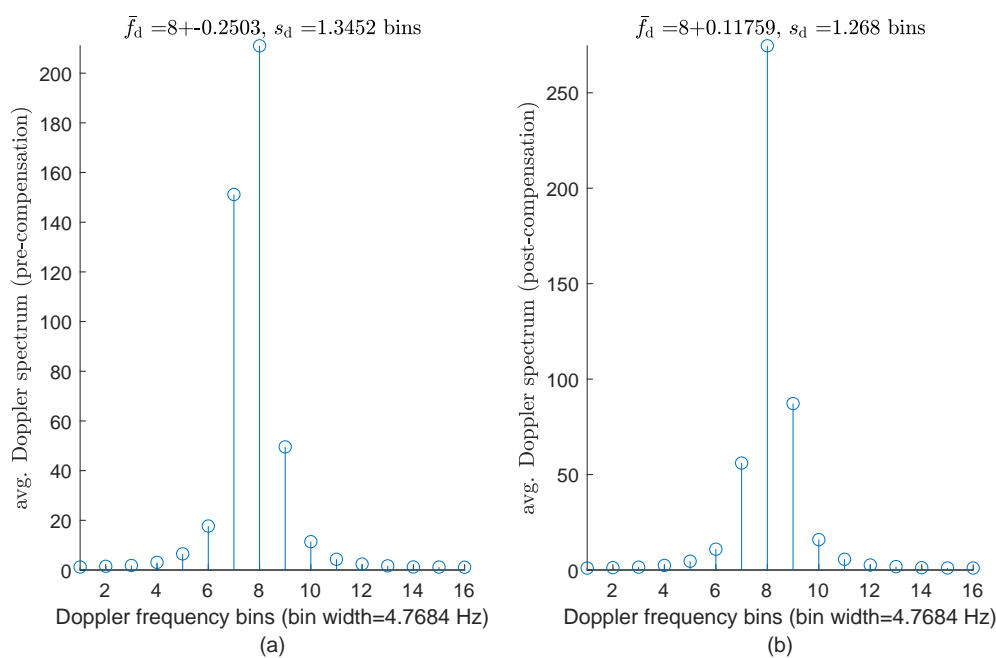 f̄d =8+-0.2503, sd =1.3452 bins
avg. Doppler spectrum (pre-compensation)
200
180
160
140
120
100
80
60
40
20
0
2 4 6 8 10 12 14 16
Doppler frequency bins (bin width=4.7684 Hz)
(a)
f̄d =8+0.11759, sd =1.268 bins
avg. Doppler spectrum (post-compensation)
250
200
150
100
50
0
2 4 6 8 10 12 14 16
Doppler frequency bins (bin width=4.7684 Hz)
(b)